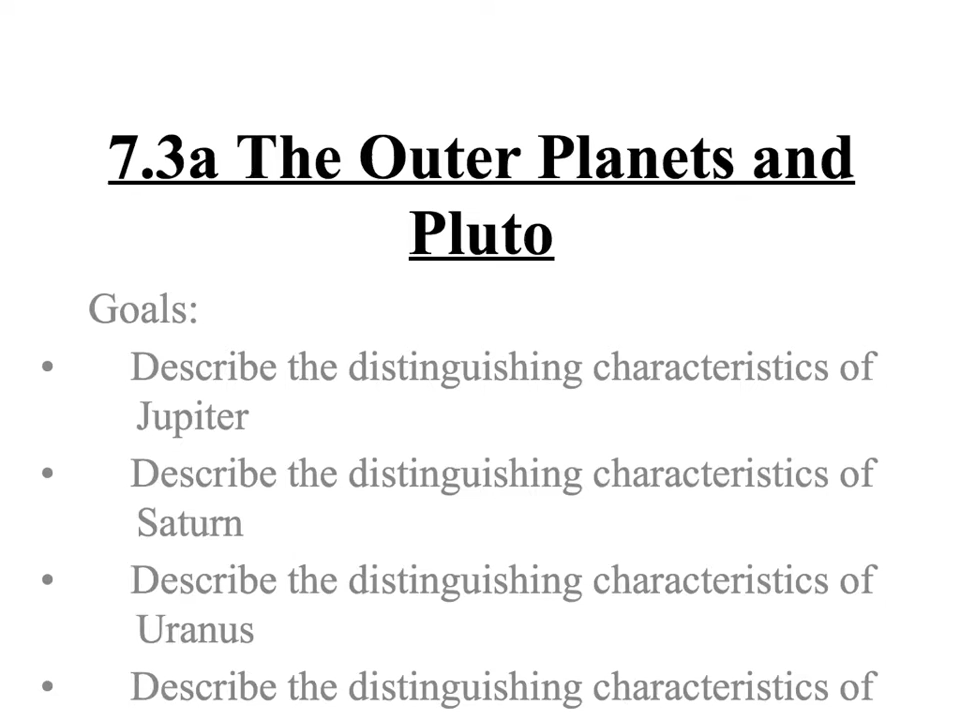 7.3a The Outer Planets and
Pluto
Goals:
• Describe the distinguishing characteristics of
Jupiter
• Describe the distinguishing characteristics of
Saturn
• Describe the distinguishing characteristics of
Uranus
• Describe the distinguishing characteristics of